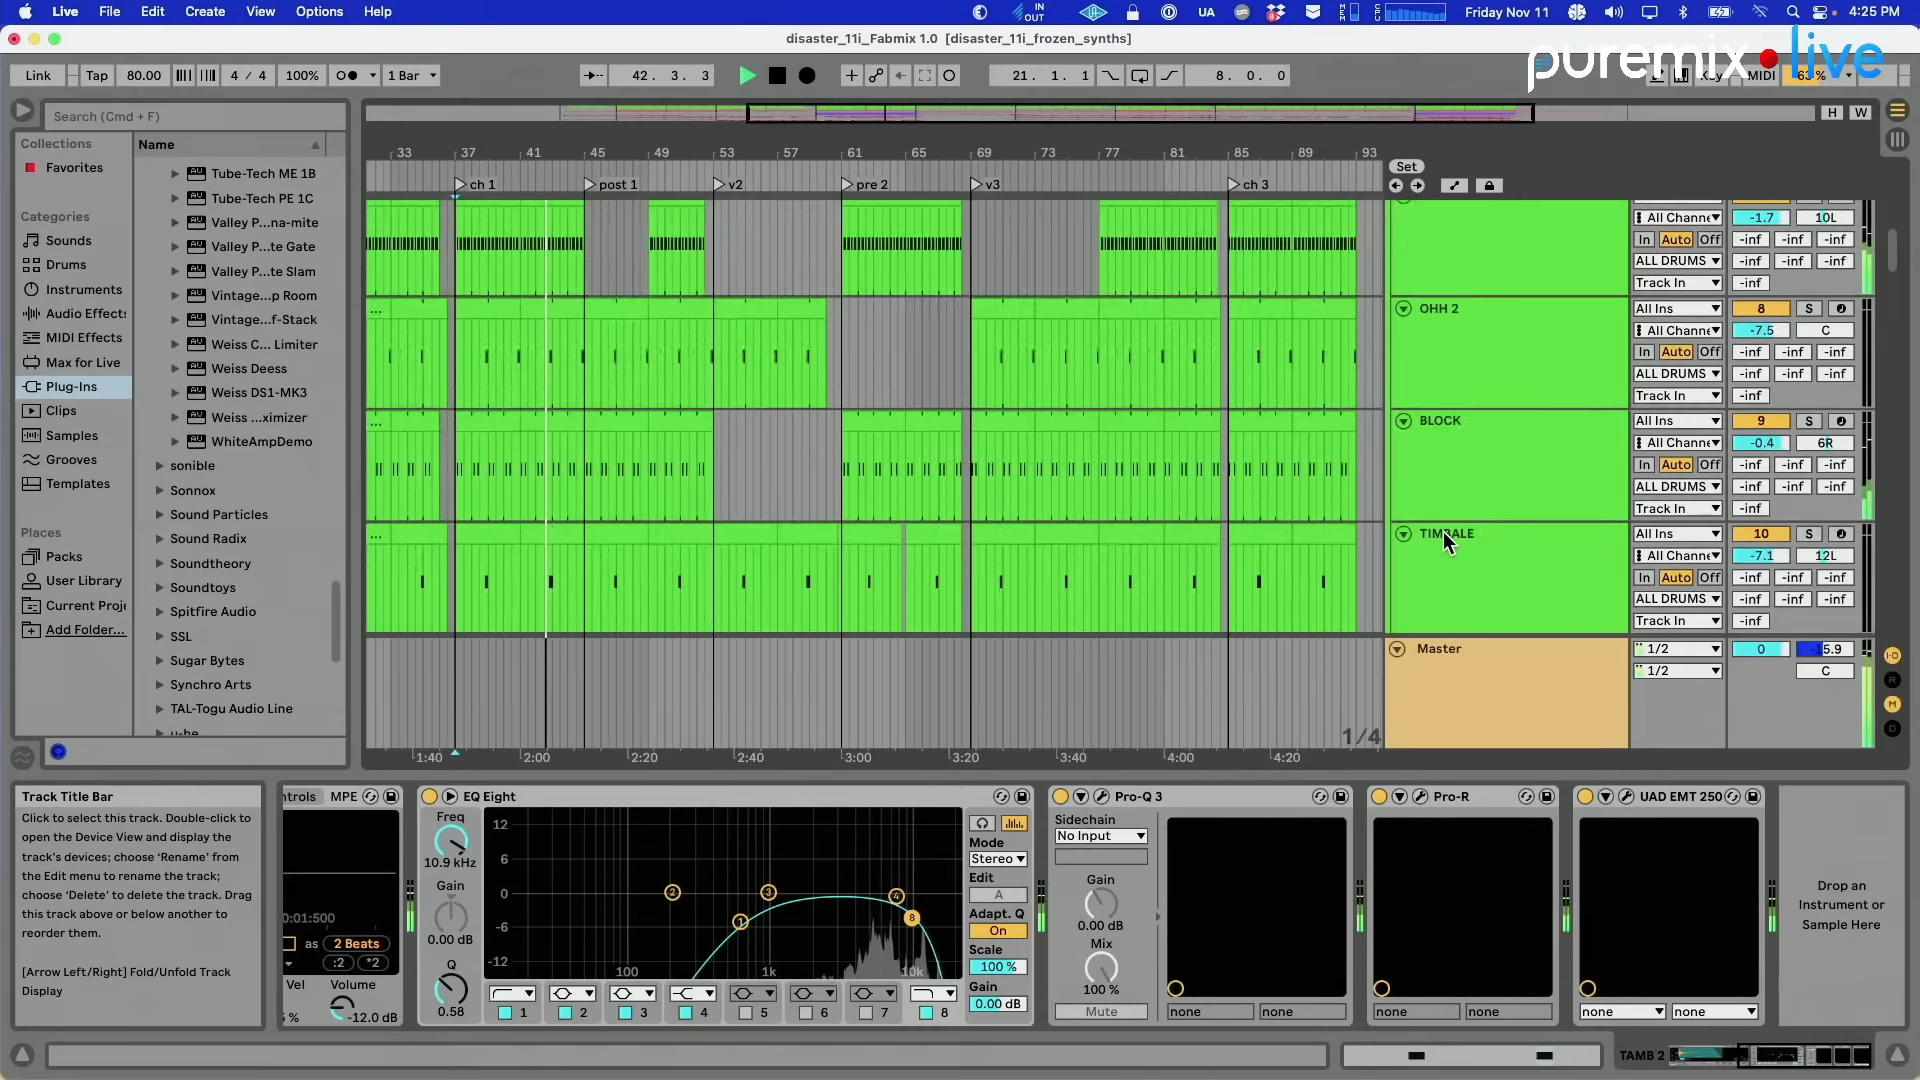 Live File Edit Create View Options Help
IN OUT UA MEM CPU Friday Nov 11 4:25 PM
disaster_11i_Fabmix 1.0 [disaster_11i_frozen_synths]
puremix live
Link Tap 80.00 4 / 4 100% 1 Bar 42. 3. 3 21. 1. 1 8. 0. 0 Key MIDI 63 %
Search (Cmd + F)
H W
Collections
Favorites
Categories
Sounds
Drums
Instruments
Audio Effects
MIDI Effects
Max for Live
Plug-Ins
Clips
Samples
Grooves
Templates
Places
Packs
User Library
Current Proje
Add Folder...
Name
Tube-Tech ME 1B
Tube-Tech PE 1C
Valley P...na-mite
Valley P...te Gate
Valley P...te Slam
Vintage...p Room
Vintage...f-Stack
Weiss C... Limiter
Weiss Deess
Weiss DS1-MK3
Weiss ...ximizer
WhiteAmpDemo
sonible
Sonnox
Sound Particles
Sound Radix
Soundtheory
Soundtoys
Spitfire Audio
SSL
Sugar Bytes
Synchro Arts
TAL-Togu Audio Line
u-he
33 37 41 45 49 53 57 61 65 69 73 77 81 85 89 93
Set
ch 1 post 1 v2 pre 2 v3 ch 3
All Channe -1.7 10L
In Auto Off -inf -inf -inf
ALL DRUMS -inf -inf -inf
Track In -inf
OHH 2 All Ins 8 S
All Channe -7.5 C
In Auto Off -inf -inf -inf
ALL DRUMS -inf -inf -inf
Track In -inf
BLOCK All Ins 9 S
All Channe -0.4 6R
In Auto Off -inf -inf -inf
ALL DRUMS -inf -inf -inf
Track In -inf
TIMBALE All Ins 10 S
All Channe -7.1 12L
In Auto Off -inf -inf -inf
ALL DRUMS -inf -inf -inf
Track In -inf
Master 1/2 0 -15.9
1/2 C
1/4
1:40 2:00 2:20 2:40 3:00 3:20 3:40 4:00 4:20
I-O
R
M
D
Track Title Bar
Click to select this track. Double-click to
open the Device View and display the
track's devices; choose 'Rename' from
the Edit menu to rename the track;
choose 'Delete' to delete the track. Drag
this track above or below another to
reorder them.
[Arrow Left/Right] Fold/Unfold Track
Display
ntrols MPE
0:01:500
as 2 Beats
:2 *2
Vel Volume
% -12.0 dB
EQ Eight
Freq
10.9 kHz
Gain
0.00 dB
Q
0.58
12
6
0
-6
-12
100 1k 10k
2 3 4 1 8
1 2 3 4 5 6 7 8
Mode
Stereo
Edit
A
Adapt. Q
On
Scale
100 %
Gain
0.00 dB
Pro-Q 3
Sidechain
No Input
Gain
0.00 dB
Mix
100 %
Mute
none none
Pro-R
none none
UAD EMT 250
none none
Drop an
Instrument or
Sample Here
TAMB 2